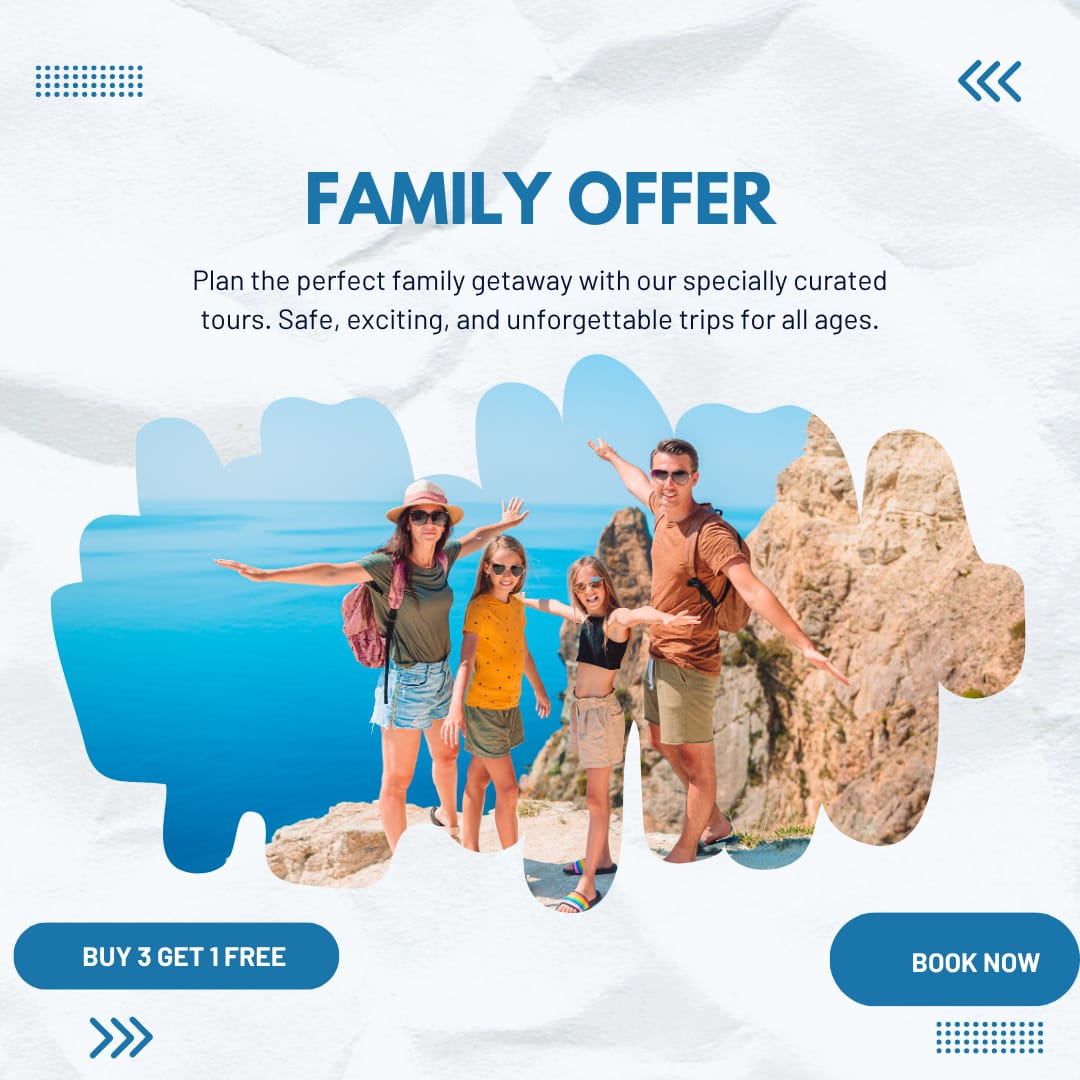 FAMILY OFFER
Plan the perfect family getaway with our specially curated
tours. Safe, exciting, and unforgettable trips for all ages.
BUY 3 GET 1 FREE
BOOK NOW